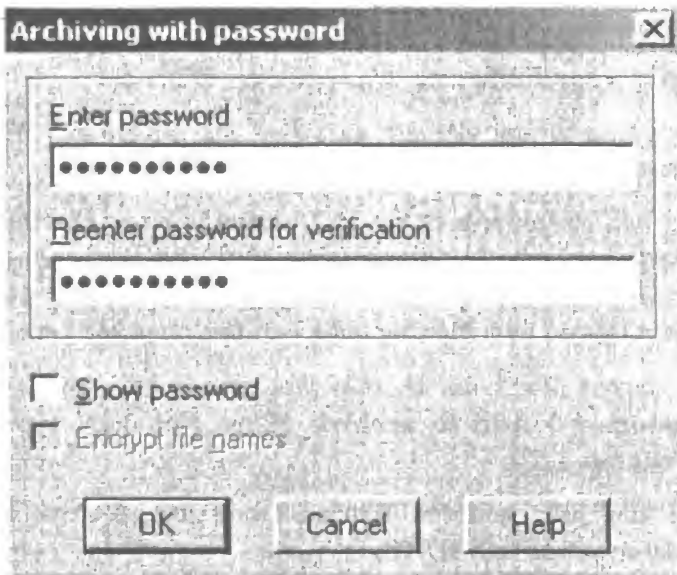 Archiving with password
Enter password
●●●●●●●●●●
Reenter password for verification
●●●●●●●●●●
Show password
Encrypt file names
OK Cancel Help